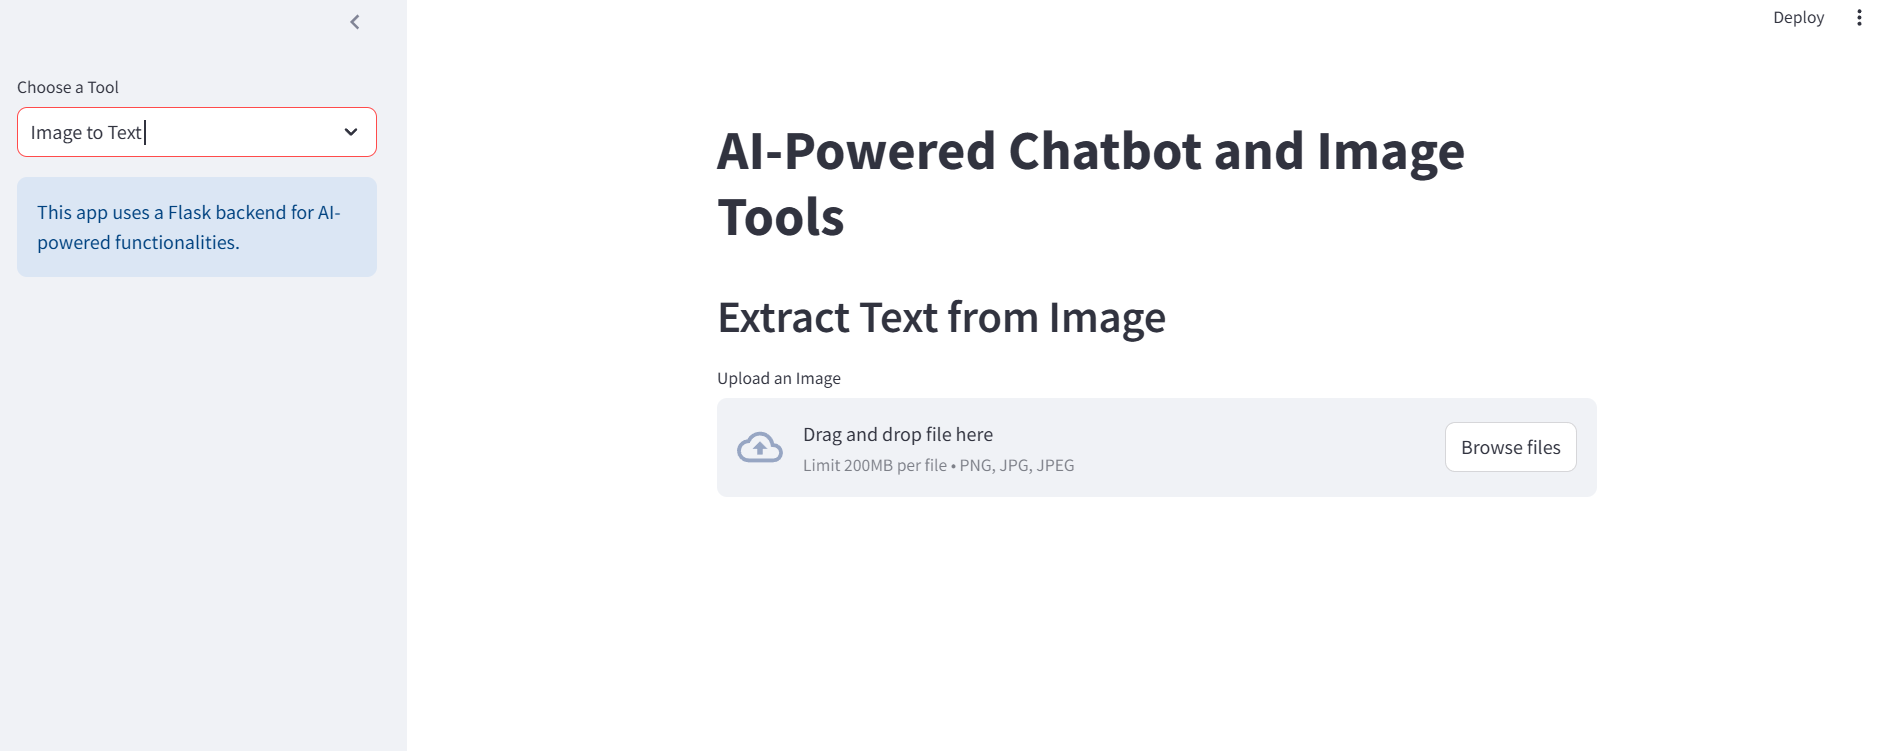 Deploy
Choose a Tool
Image to Text
This app uses a Flask backend for AI-
powered functionalities.
AI-Powered Chatbot and Image
Tools
Extract Text from Image
Upload an Image
Drag and drop file here
Limit 200MB per file • PNG, JPG, JPEG
Browse files